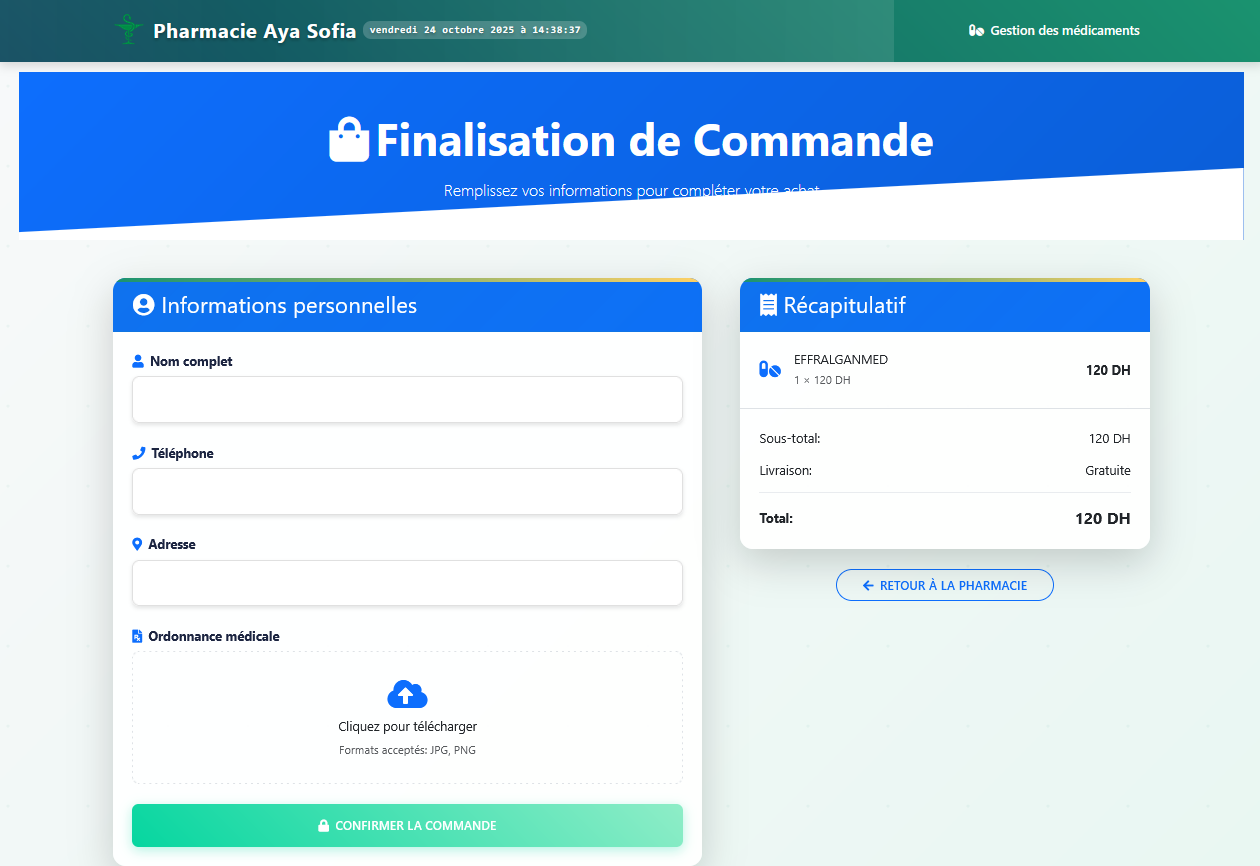 Pharmacie Aya Sofia vendredi 24 octobre 2025 à 14:38:37
Gestion des médicaments
Finalisation de Commande
Remplissez vos informations pour compléter votre achat
Informations personnelles
Nom complet
Téléphone
Adresse
Ordonnance médicale
Cliquez pour télécharger
Formats acceptés: JPG, PNG
CONFIRMER LA COMMANDE
Récapitulatif
EFFRALGANMED
1 × 120 DH
120 DH
Sous-total: 120 DH
Livraison: Gratuite
Total: 120 DH
RETOUR À LA PHARMACIE